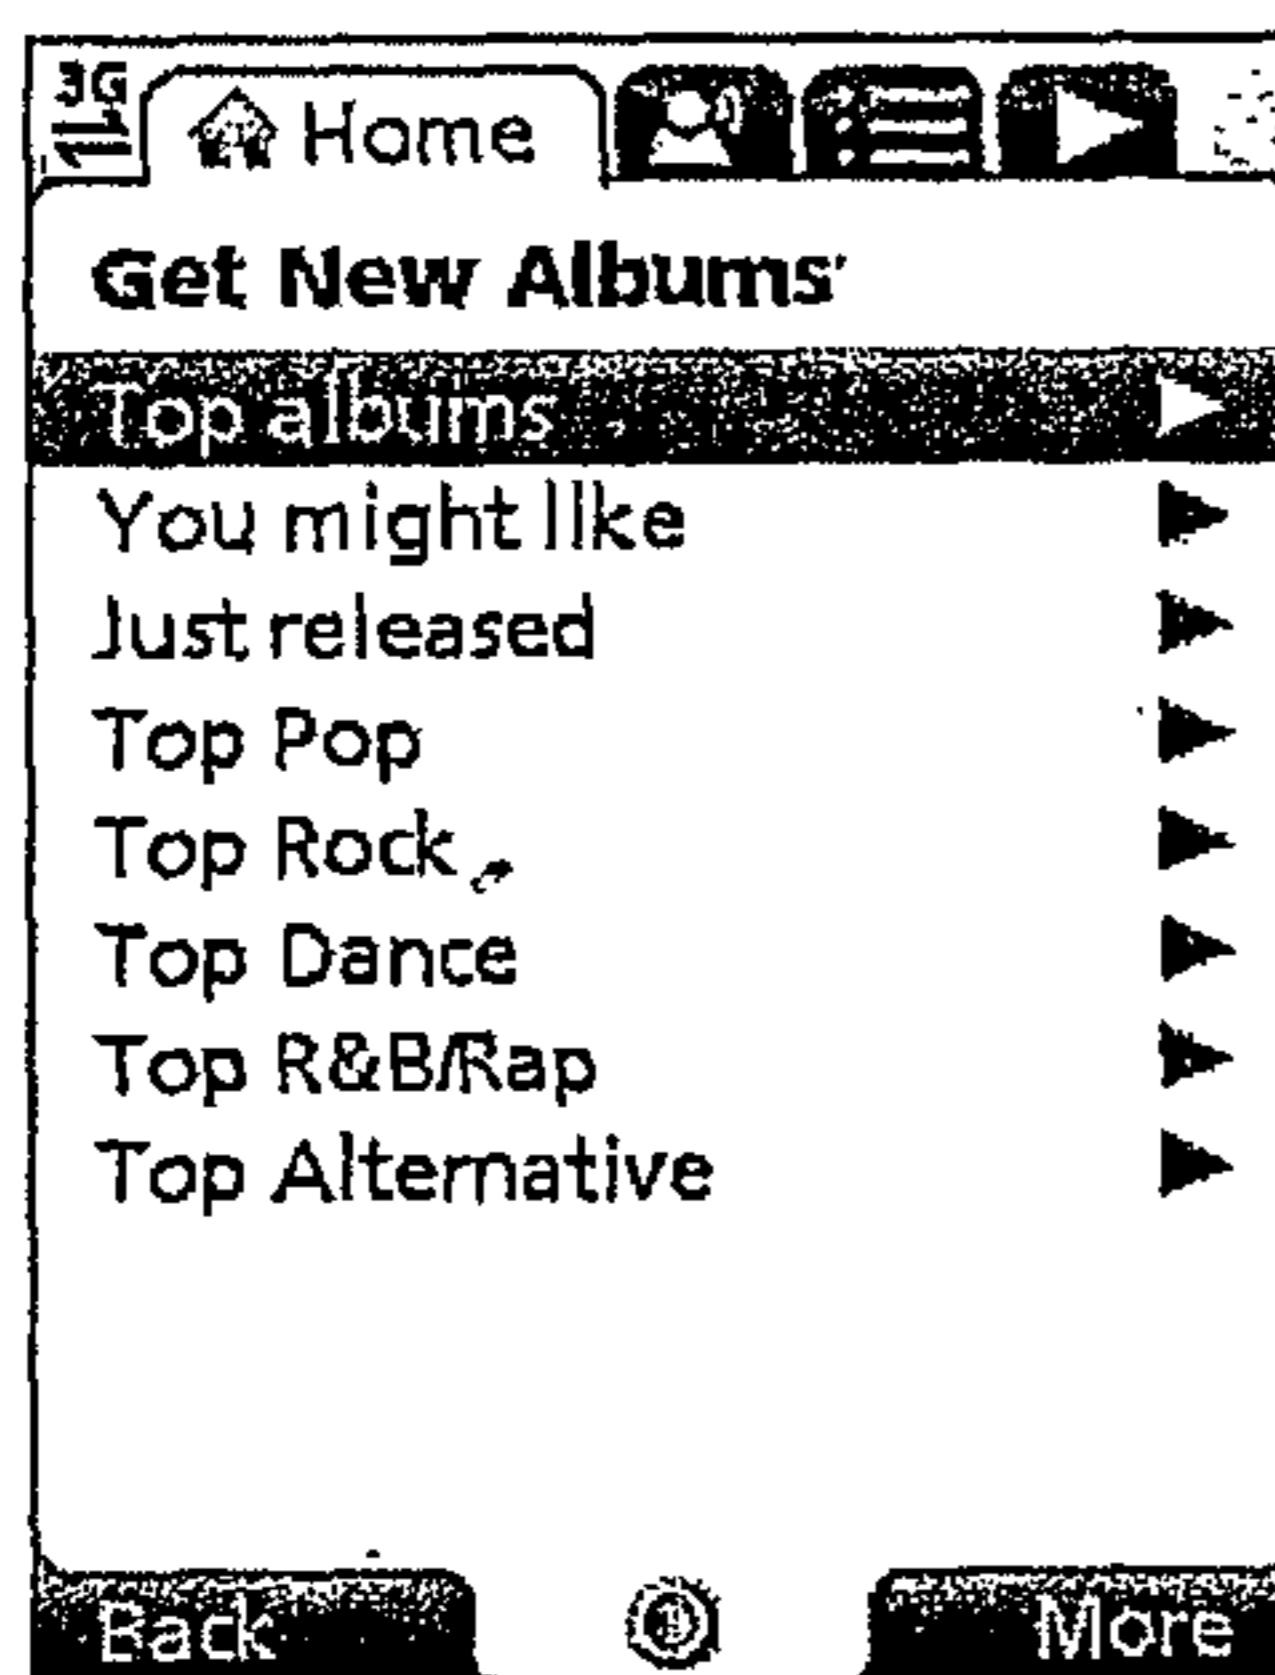 3G
Home
Get New Albums
Top albums
You might like
Just released
Top Pop
Top Rock
Top Dance
Top R&B/Rap
Top Alternative
Back
More